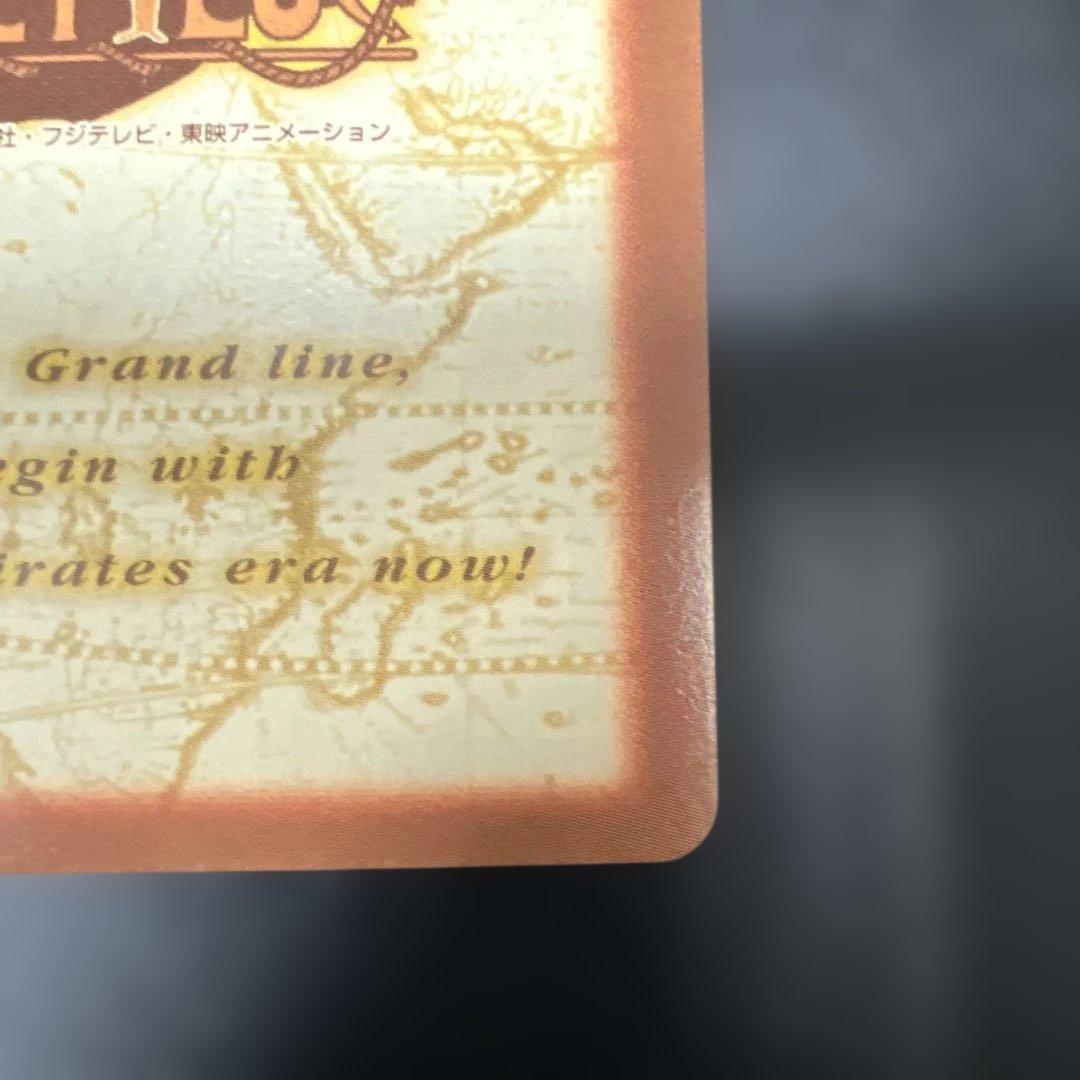 社・フジテレビ・東映アニメーション
Grand line,
egin with
irates era now!